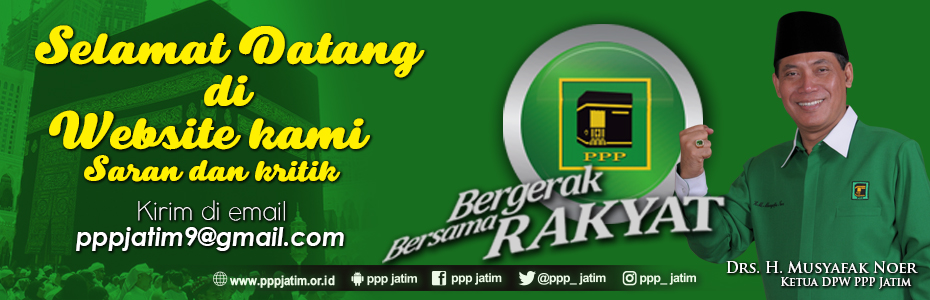 Selamat Datang
di
Website kami
Saran dan kritik
Kirim di email
pppjatim9@gmail.com
PPP
Bergerak
Bersama RAKYAT
www.pppjatim.or.id ppp jatim ppp jatim @ppp_jatim ppp_jatim
DRS. H. MUSYAFAK NOER
KETUA DPW PPP JATIM